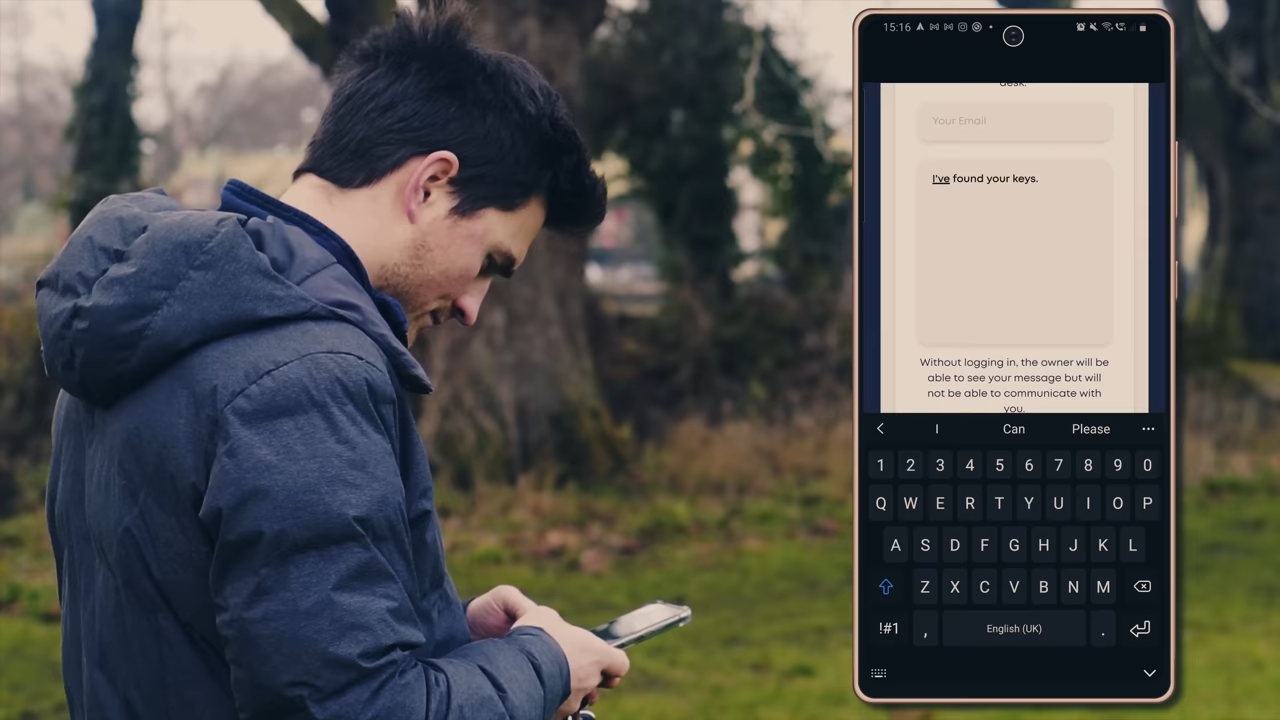 15:16
desk.
Your Email
I've found your keys.
Without logging in, the owner will be
able to see your message but will
not be able to communicate with
you.
I Can Please
1 2 3 4 5 6 7 8 9 0
Q W E R T Y U I O P
A S D F G H J K L
Z X C V B N M
!#1 , English (UK) .